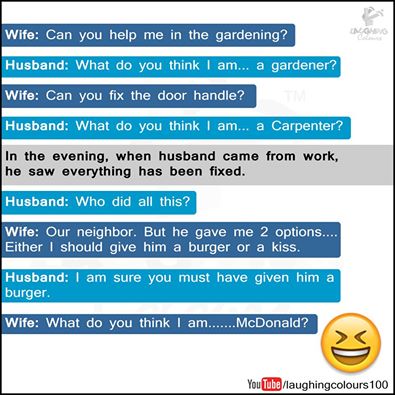 LAUGHING
Colours
Wife: Can you help me in the gardening?
Husband: What do you think I am... a gardener?
Wife: Can you fix the door handle?
TM
Husband: What do you think I am... a Carpenter?
In the evening, when husband came from work,
he saw everything has been fixed.
Husband: Who did all this?
Wife: Our neighbor. But he gave me 2 options....
Either I should give him a burger or a kiss.
Husband: I am sure you must have given him a
burger.
Wife: What do you think I am.......McDonald?
YouTube/laughingcolours100